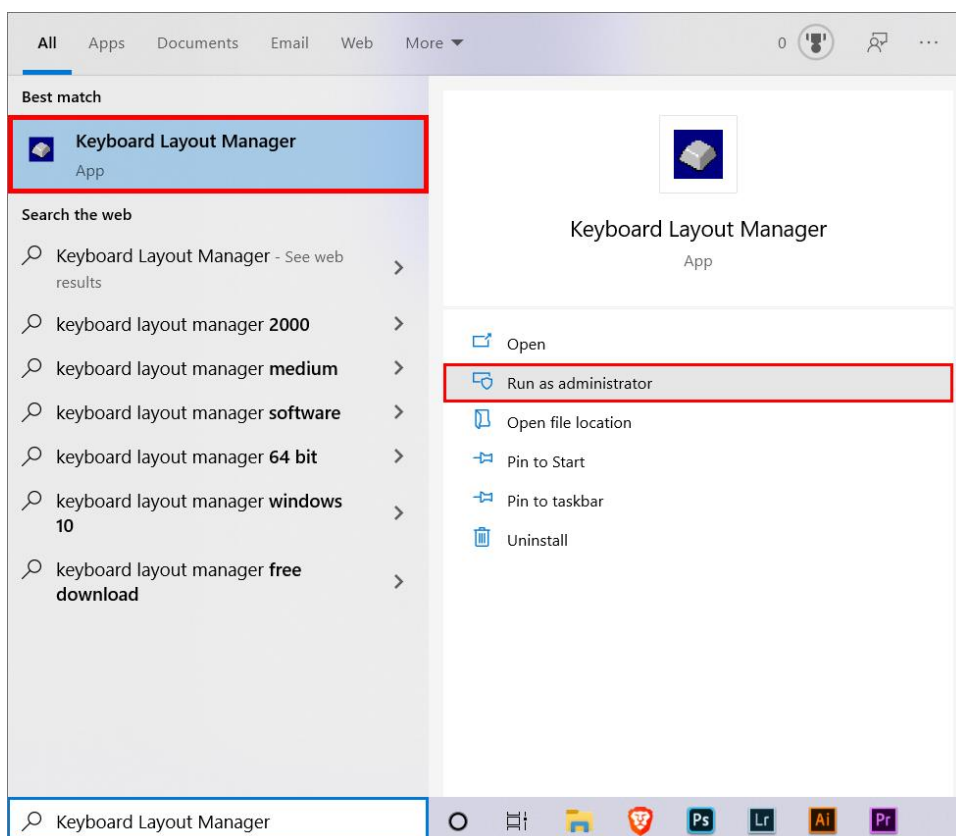 All Apps Documents Email Web More 0 ...
Best match
Keyboard Layout Manager
App
Search the web
Keyboard Layout Manager - See web
results
keyboard layout manager 2000
keyboard layout manager medium
keyboard layout manager software
keyboard layout manager 64 bit
keyboard layout manager windows
10
keyboard layout manager free
download
Keyboard Layout Manager
App
Open
Run as administrator
Open file location
Pin to Start
Pin to taskbar
Uninstall
Keyboard Layout Manager
Ps Lr Ai Pr